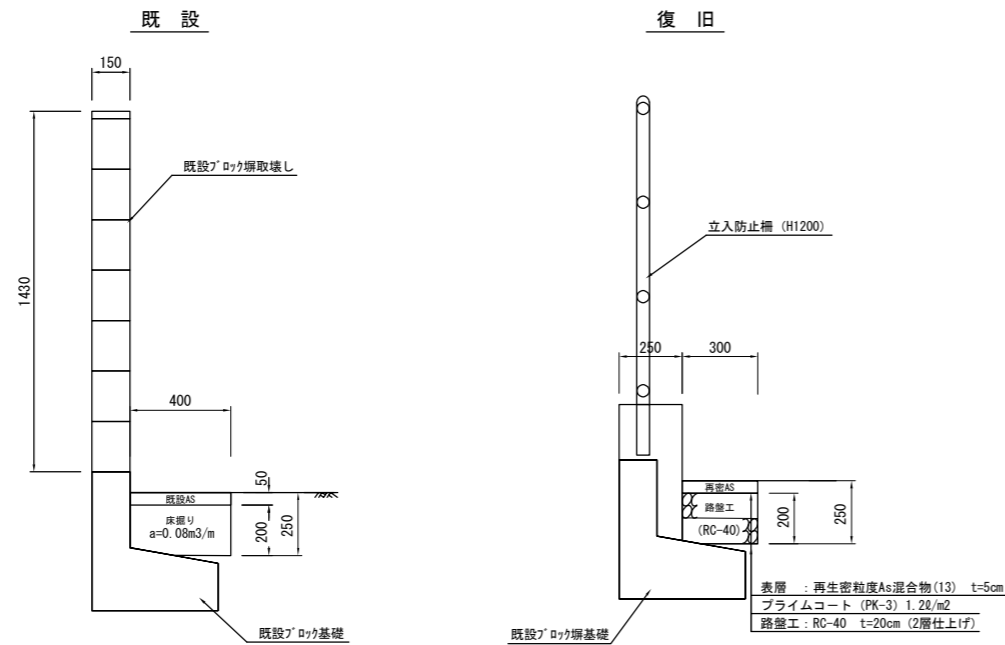 既 設
150
既設ブロック塀取壊し
1430
400
50
既設AS
床掘り
a=0.08m3/m
200
250
既設ブロック基礎
復 旧
立入防止柵 (H1200)
250
300
再密AS
路盤工
(RC-40)
200
250
表層 : 再生密粒度As混合物(13) t=5cm
プライムコート (PK-3) 1.2ℓ/m2
路盤工:RC-40 t=20cm (2層仕上げ)
既設ブロック塀基礎